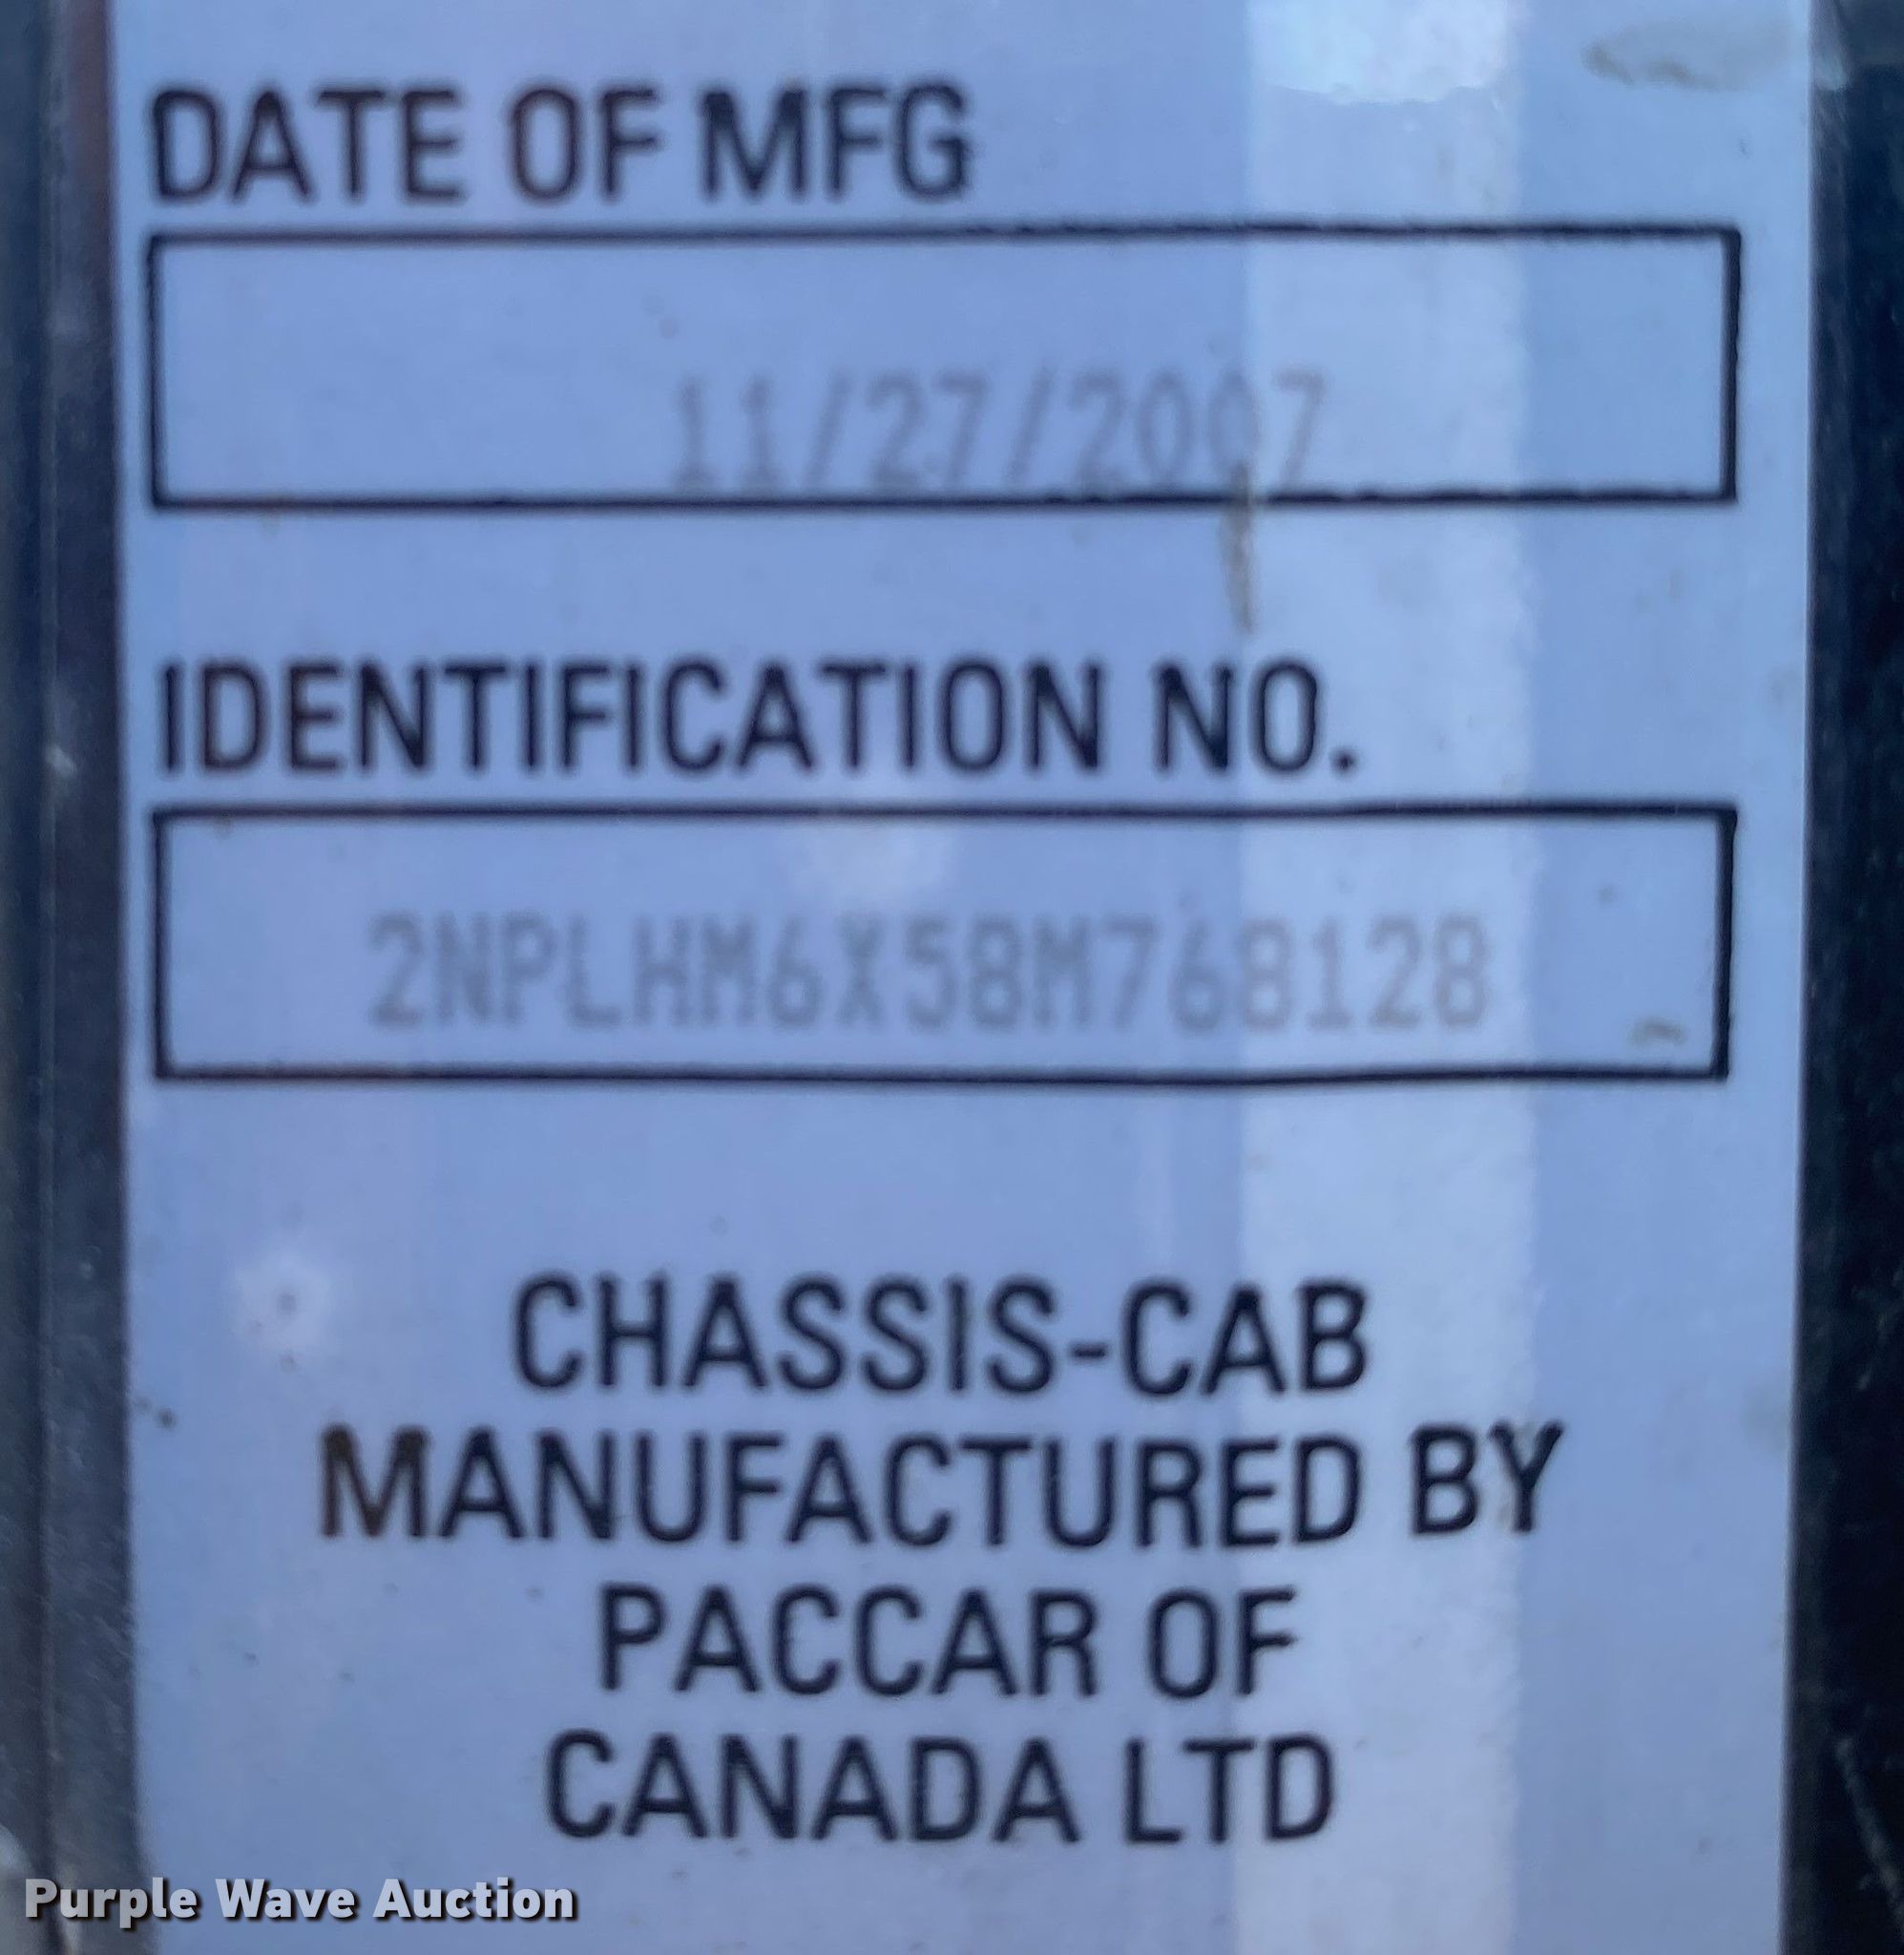 DATE OF MFG
11/27/2007
IDENTIFICATION NO.
2NPLHM6X58M768128
CHASSIS-CAB
MANUFACTURED BY
PACCAR OF
CANADA LTD
Purple Wave Auction